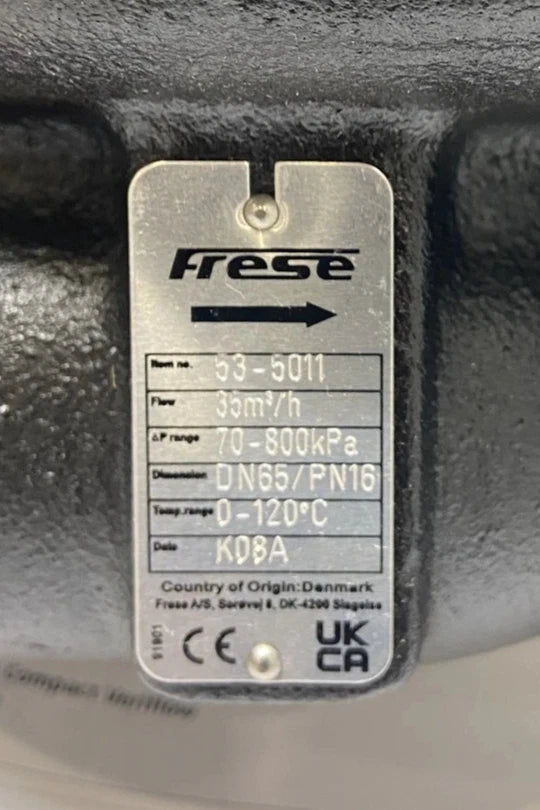 Frese
Item no. 53-5011
Flow 35m³/h
ΔP range 70-800kPa
Dimension DN65/PN16
Temp.range 0-120°C
Date K08A
Country of Origin:Denmark
Frese A/S, Sorøvej 8, DK-4200 Slagelse
CE
UK
CA
Compact